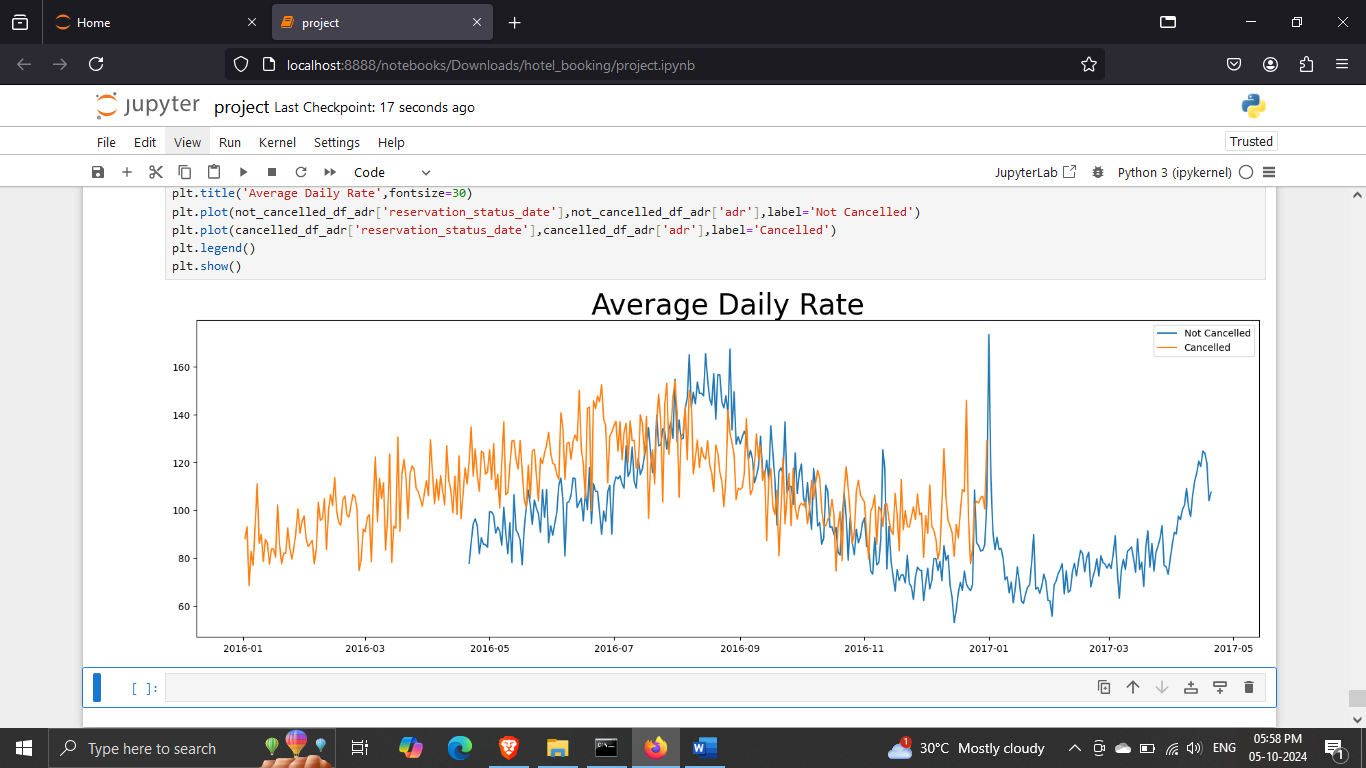 Home
project
localhost:8888/notebooks/Downloads/hotel_booking/project.ipynb
jupyter project Last Checkpoint: 17 seconds ago
File Edit View Run Kernel Settings Help Trusted
Code JupyterLab Python 3 (ipykernel)
plt.title('Average Daily Rate',fontsize=30)
plt.plot(not_cancelled_df_adr['reservation_status_date'],not_cancelled_df_adr['adr'],label='Not Cancelled')
plt.plot(cancelled_df_adr['reservation_status_date'],cancelled_df_adr['adr'],label='Cancelled')
plt.legend()
plt.show()
Average Daily Rate
Not Cancelled
Cancelled
160
140
120
100
80
60
2016-01 2016-03 2016-05 2016-07 2016-09 2016-11 2017-01 2017-03 2017-05
[ ]:
Type here to search
1
30°C Mostly cloudy
ENG
05:58 PM
05-10-2024
1